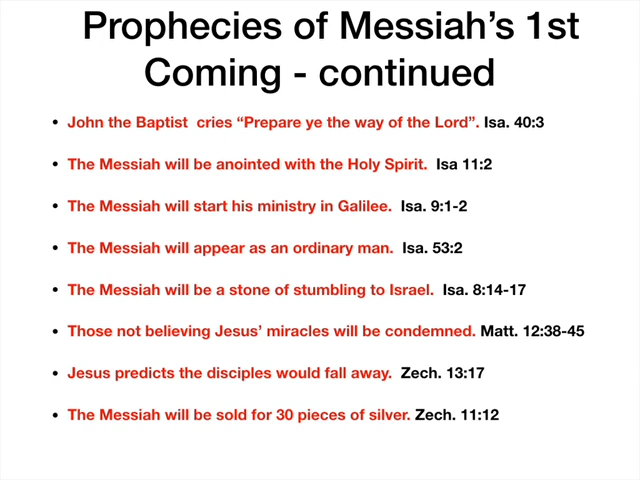 Prophecies of Messiah’s 1st
Coming - continued
• John the Baptist  cries “Prepare ye the way of the Lord”. Isa. 40:3
• The Messiah will be anointed with the Holy Spirit.  Isa 11:2
• The Messiah will start his ministry in Galilee.  Isa. 9:1-2
• The Messiah will appear as an ordinary man.  Isa. 53:2
• The Messiah will be a stone of stumbling to Israel.  Isa. 8:14-17
• Those not believing Jesus’ miracles will be condemned. Matt. 12:38-45
• Jesus predicts the disciples would fall away.  Zech. 13:17
• The Messiah will be sold for 30 pieces of silver. Zech. 11:12